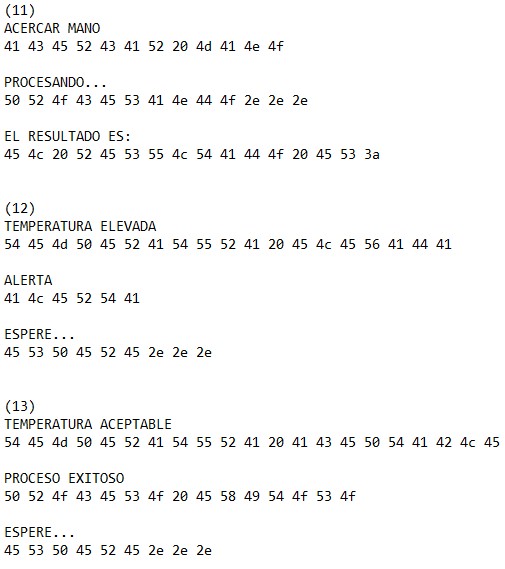 (11)
ACERCAR MANO
41 43 45 52 43 41 52 20 4d 41 4e 4f
PROCESANDO...
50 52 4f 43 45 53 41 4e 44 4f 2e 2e 2e
EL RESULTADO ES:
45 4c 20 52 45 53 55 4c 54 41 44 4f 20 45 53 3a
(12)
TEMPERATURA ELEVADA
54 45 4d 50 45 52 41 54 55 52 41 20 45 4c 45 56 41 44 41
ALERTA
41 4c 45 52 54 41
ESPERE...
45 53 50 45 52 45 2e 2e 2e
(13)
TEMPERATURA ACEPTABLE
54 45 4d 50 45 52 41 54 55 52 41 20 41 43 45 50 54 41 42 4c 45
PROCESO EXITOSO
50 52 4f 43 45 53 4f 20 45 58 49 54 4f 53 4f
ESPERE...
45 53 50 45 52 45 2e 2e 2e